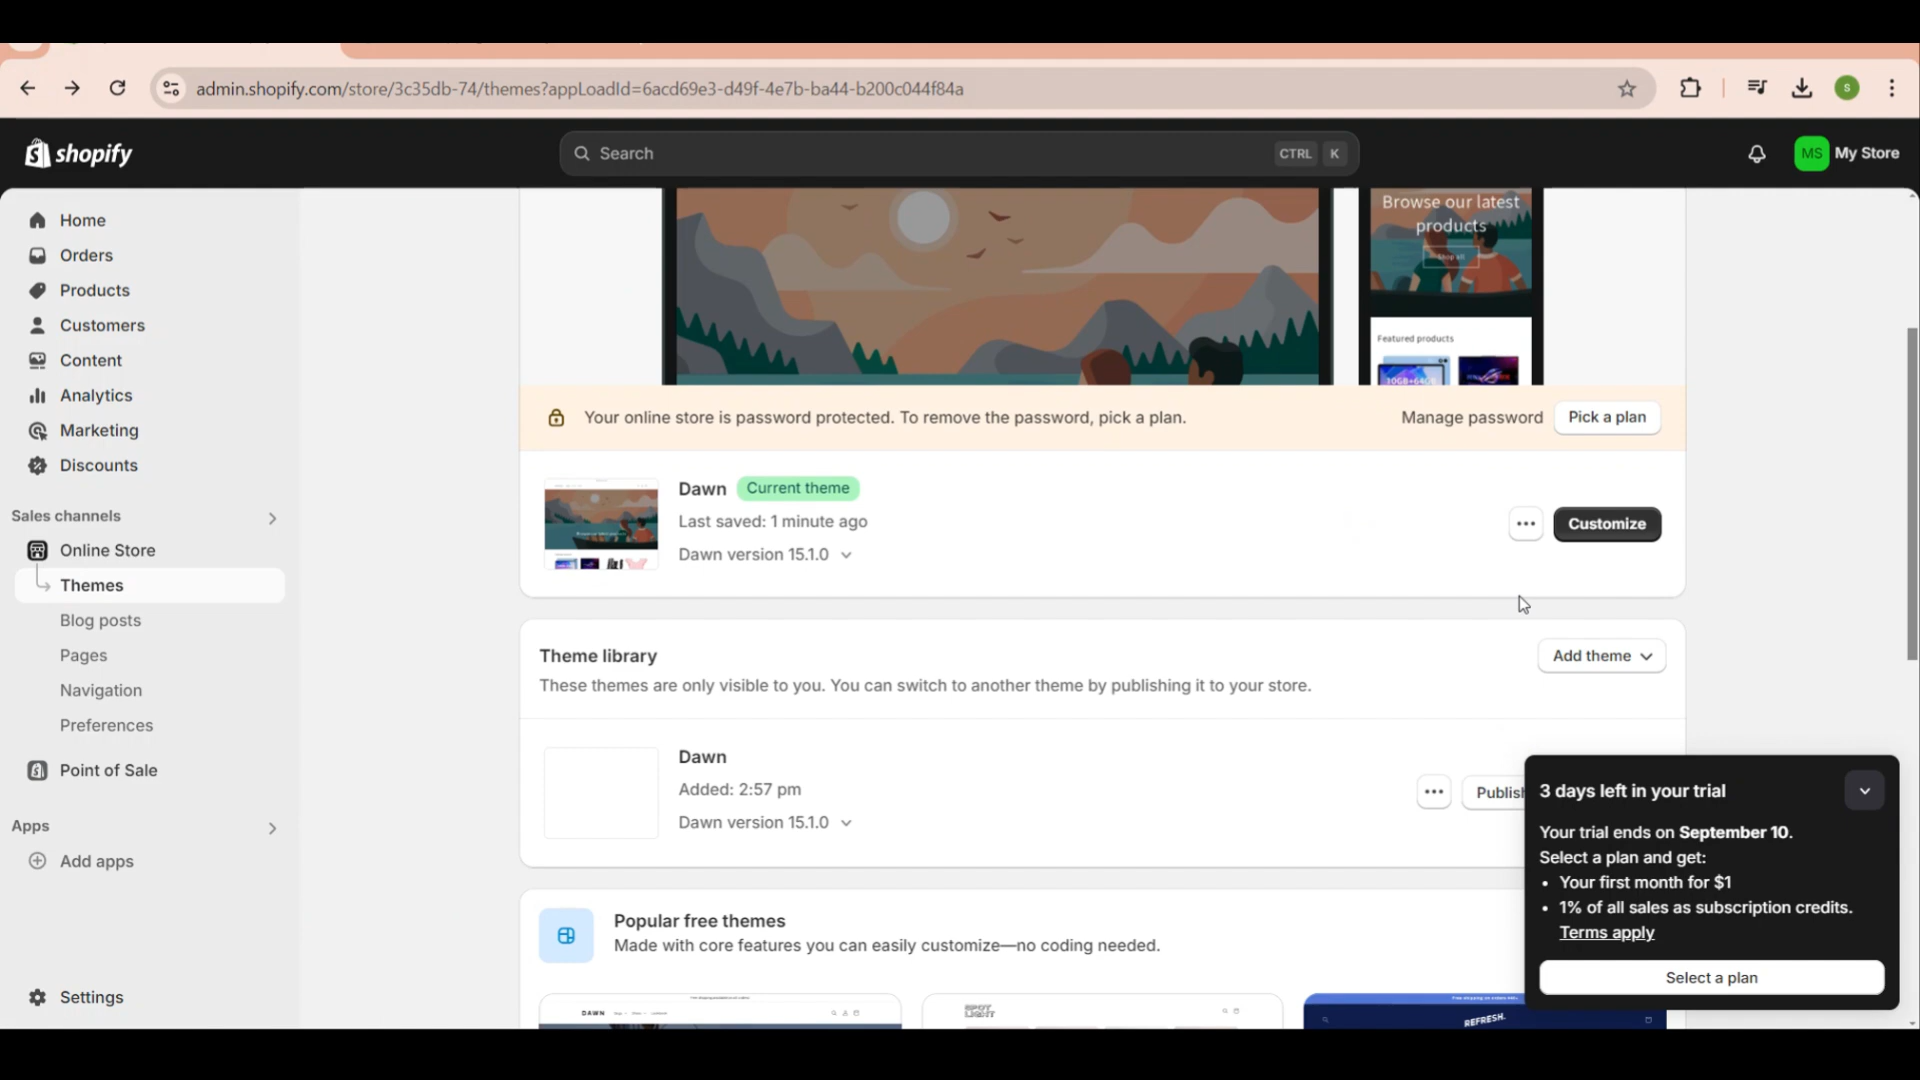 admin.shopify.com/store/3c35db-74/themes?appLoadId=6acd69e3-d49f-4e7b-ba44-b200c044f84a
S
shopify
Search
CTRL K
MS My Store
Home
Orders
Products
Customers
Content
Analytics
Marketing
Discounts
Sales channels
Online Store
Themes
Blog posts
Pages
Navigation
Preferences
Point of Sale
Apps
Add apps
Settings
Browse our latest
products
Shop all
Featured products
10GB+64GB
Your online store is password protected. To remove the password, pick a plan.
Manage password
Pick a plan
Dawn Current theme
Last saved: 1 minute ago
Dawn version 15.1.0
Customize
Theme library
These themes are only visible to you. You can switch to another theme by publishing it to your store.
Add theme
Dawn
Added: 2:57 pm
Dawn version 15.1.0
Publish
Popular free themes
Made with core features you can easily customize—no coding needed.
DAWN
SPOT
LIGHT
REFRESH.
3 days left in your trial
Your trial ends on September 10.
Select a plan and get:
• Your first month for $1
• 1% of all sales as subscription credits.
Terms apply
Select a plan